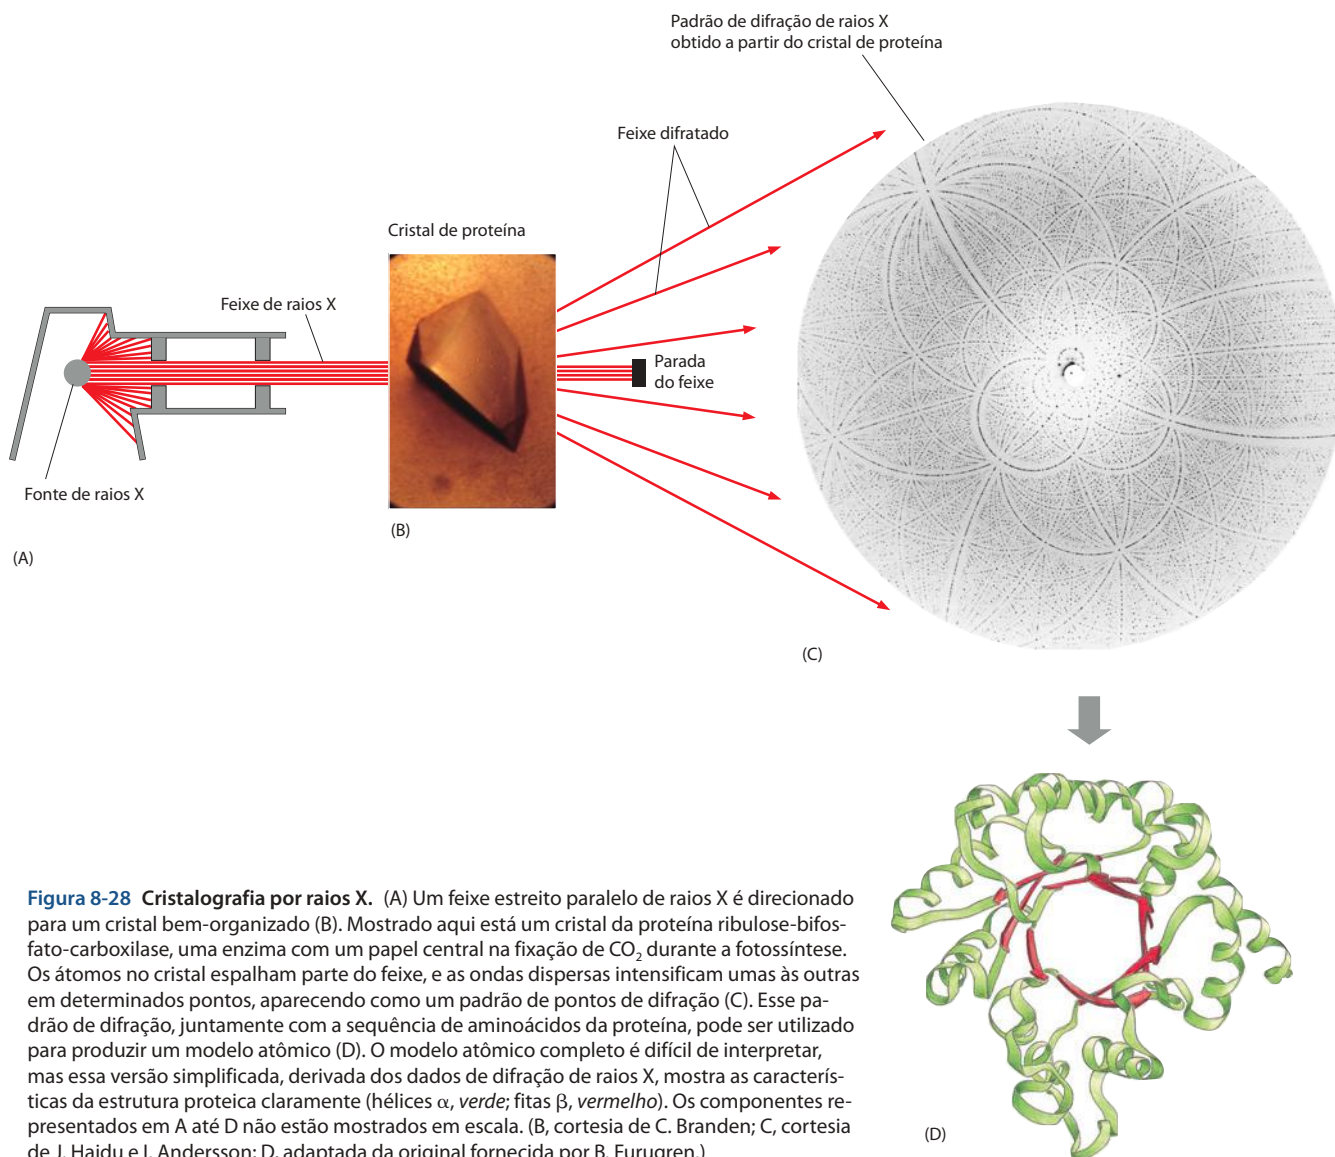 Padrão de difração de raios X
obtido a partir do cristal de proteína
Feixe difratado
Cristal de proteína
Feixe de raios X
Parada
do feixe
Fonte de raios X
(A)
(B)
(C)
(D)
Figura 8-28 Cristalografia por raios X. (A) Um feixe estreito paralelo de raios X é direcionado
para um cristal bem-organizado (B). Mostrado aqui está um cristal da proteína ribulose-bifos-
fato-carboxilase, uma enzima com um papel central na fixação de CO₂ durante a fotossíntese.
Os átomos no cristal espalham parte do feixe, e as ondas dispersas intensificam umas às outras
em determinados pontos, aparecendo como um padrão de pontos de difração (C). Esse pa-
drão de difração, juntamente com a sequência de aminoácidos da proteína, pode ser utilizado
para produzir um modelo atômico (D). O modelo atômico completo é difícil de interpretar,
mas essa versão simplificada, derivada dos dados de difração de raios X, mostra as caracterís-
ticas da estrutura proteica claramente (hélices α, verde; fitas β, vermelho). Os componentes re-
presentados em A até D não estão mostrados em escala. (B, cortesia de C. Branden; C, cortesia
de J. Hajdu e I. Andersson; D, adaptada da original fornecida por B. Furugren.)